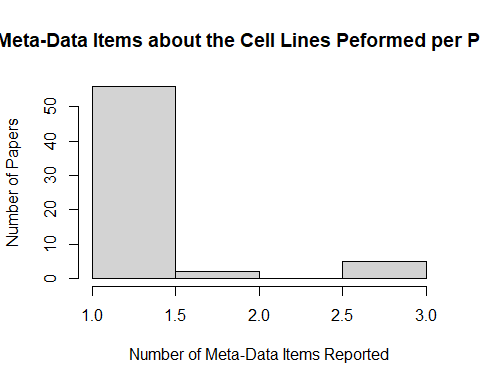 Meta-Data Items about the Cell Lines Peformed per P
Number of Papers
50
40
30
20
10
0
1.0 1.5 2.0 2.5 3.0
Number of Meta-Data Items Reported